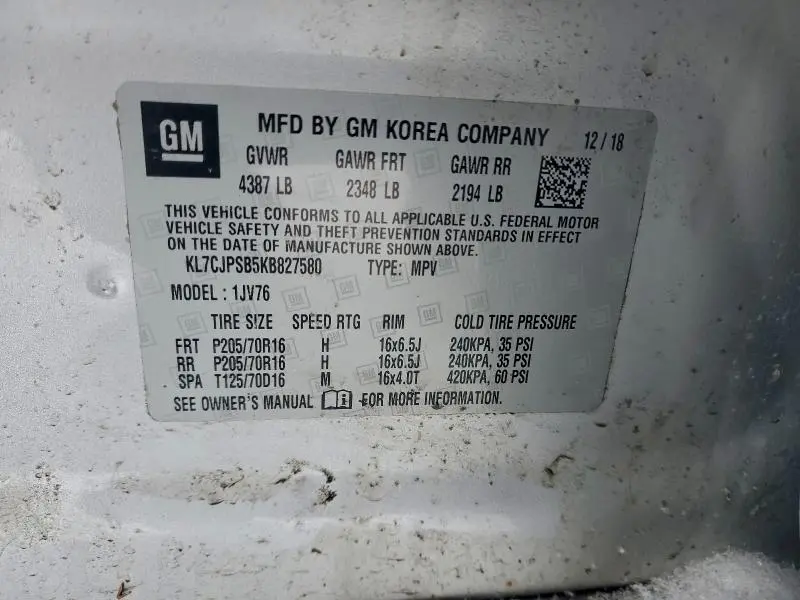 GM MFD BY GM KOREA COMPANY 12/18
GVWR GAWR FRT GAWR RR
4387 LB 2348 LB 2194 LB
THIS VEHICLE CONFORMS TO ALL APPLICABLE U.S. FEDERAL MOTOR
VEHICLE SAFETY AND THEFT PREVENTION STANDARDS IN EFFECT
ON THE DATE OF MANUFACTURE SHOWN ABOVE.
KL7CJPSB5KB827580 TYPE: MPV
MODEL : 1JV76
TIRE SIZE SPEED RTG RIM COLD TIRE PRESSURE
FRT P205/70R16 H 16x6.5J 240KPA, 35 PSI
RR P205/70R16 H 16x6.5J 240KPA, 35 PSI
SPA T125/70D16 M 16x4.0T 420KPA, 60 PSI
SEE OWNER'S MANUAL FOR MORE INFORMATION.